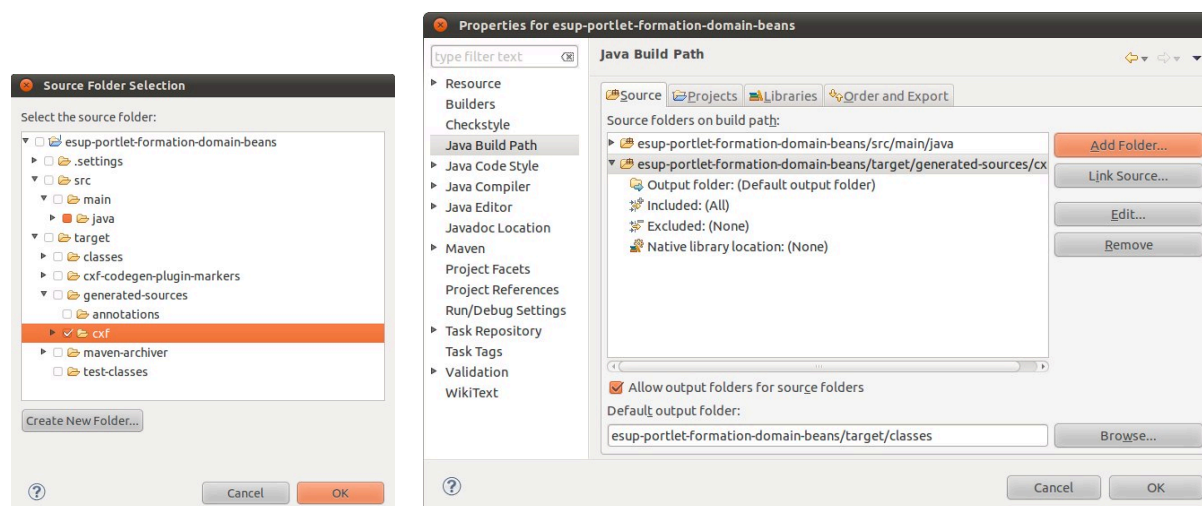 Source Folder Selection
Select the source folder:
esup-portlet-formation-domain-beans
.settings
src
main
java
target
classes
cxf-codegen-plugin-markers
generated-sources
annotations
cxf
maven-archiver
test-classes
Create New Folder...
Cancel
OK
Properties for esup-portlet-formation-domain-beans
type filter text
Resource
Builders
Checkstyle
Java Build Path
Java Code Style
Java Compiler
Java Editor
Javadoc Location
Maven
Project Facets
Project References
Run/Debug Settings
Task Repository
Task Tags
Validation
WikiText
Java Build Path
Source Projects Libraries Order and Export
Source folders on build path:
esup-portlet-formation-domain-beans/src/main/java
esup-portlet-formation-domain-beans/target/generated-sources/cx
Output folder: (Default output folder)
Included: (All)
Excluded: (None)
Native library location: (None)
Add Folder...
Link Source...
Edit...
Remove
Allow output folders for source folders
Default output folder:
esup-portlet-formation-domain-beans/target/classes
Browse...
Cancel
OK